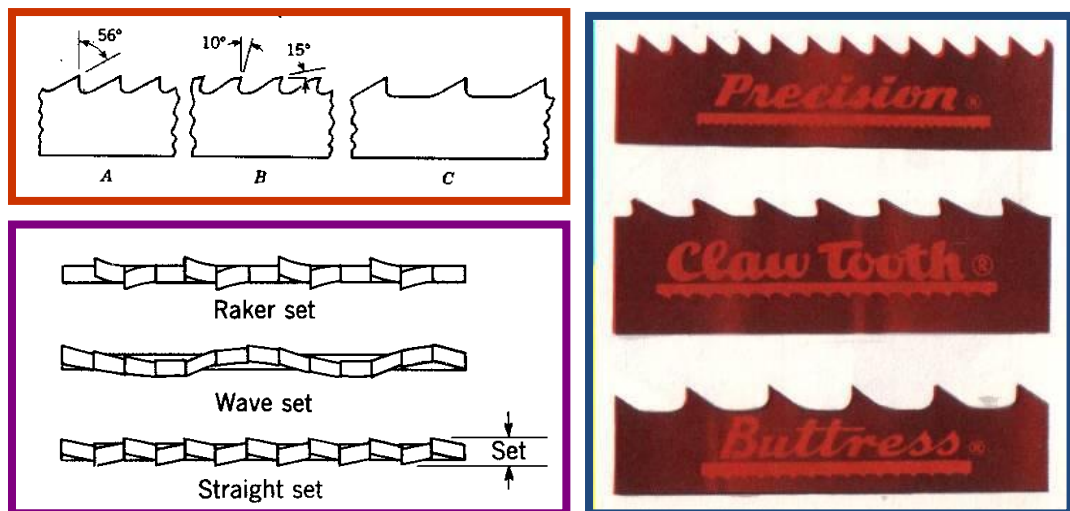 56°
10°
15°
A
B
C
Raker set
Wave set
Set
Straight set
Precision ®
Claw Tooth ®
Buttress ®